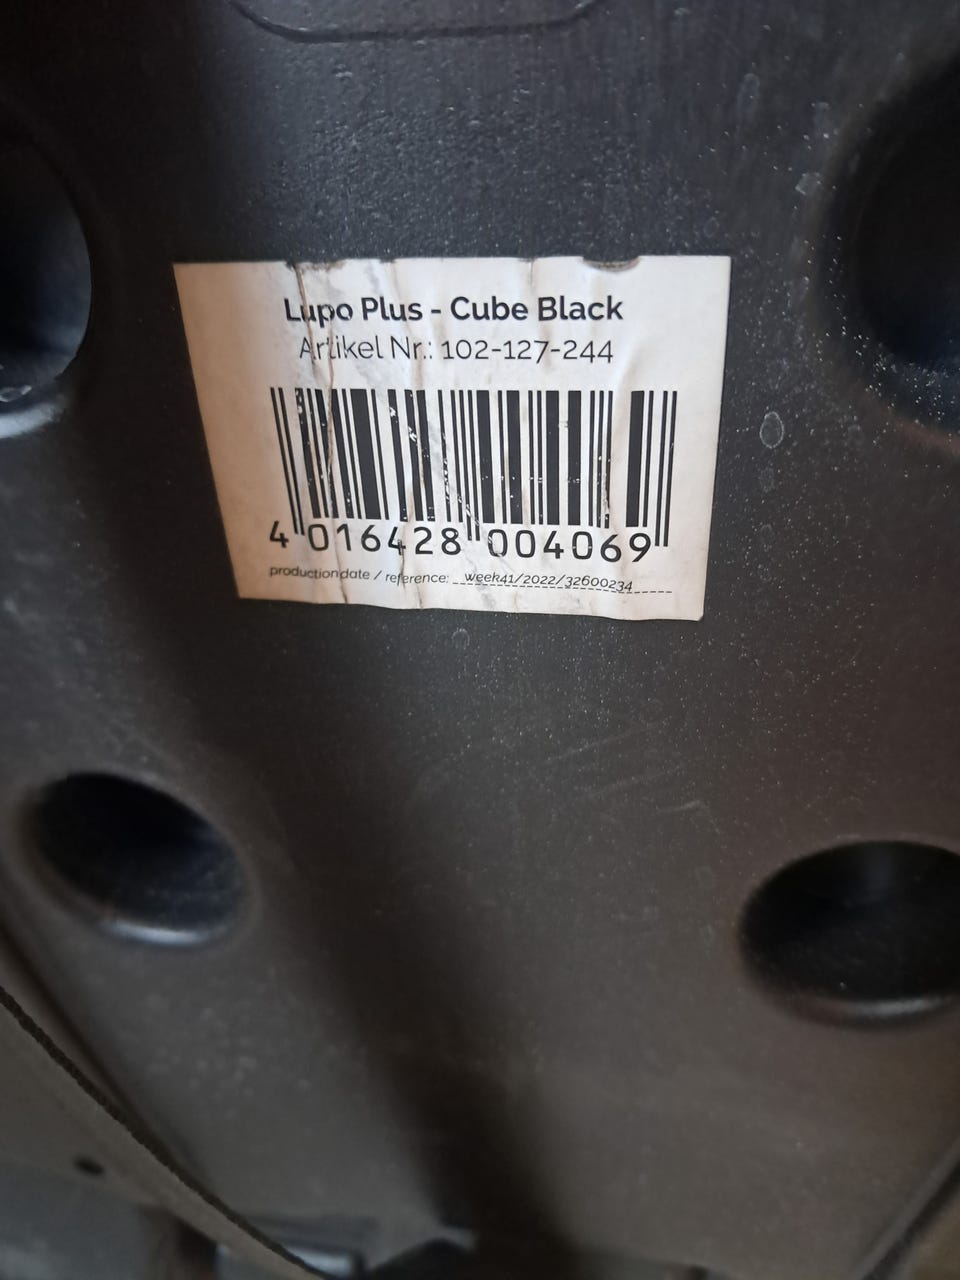 Lupo Plus - Cube Black
Artikel Nr.: 102-127-244
4 016428 004069
production date / reference: week41/2022/32600234